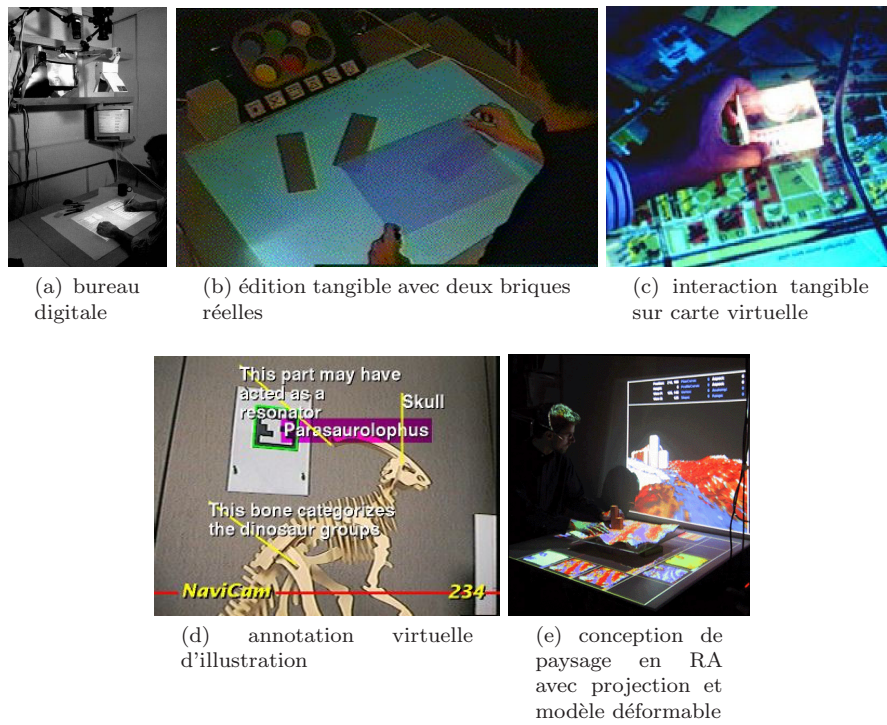 (a) bureau
digitale
(b) édition tangible avec deux briques
réelles
(c) interaction tangible
sur carte virtuelle
This part may have
acted as a
resonator
Skull
Parasaurolophus
This bone categorizes
the dinosaur groups
NaviCam
234
(d) annotation virtuelle
d'illustration
(e) conception de
paysage en RA
avec projection et
modèle déformable